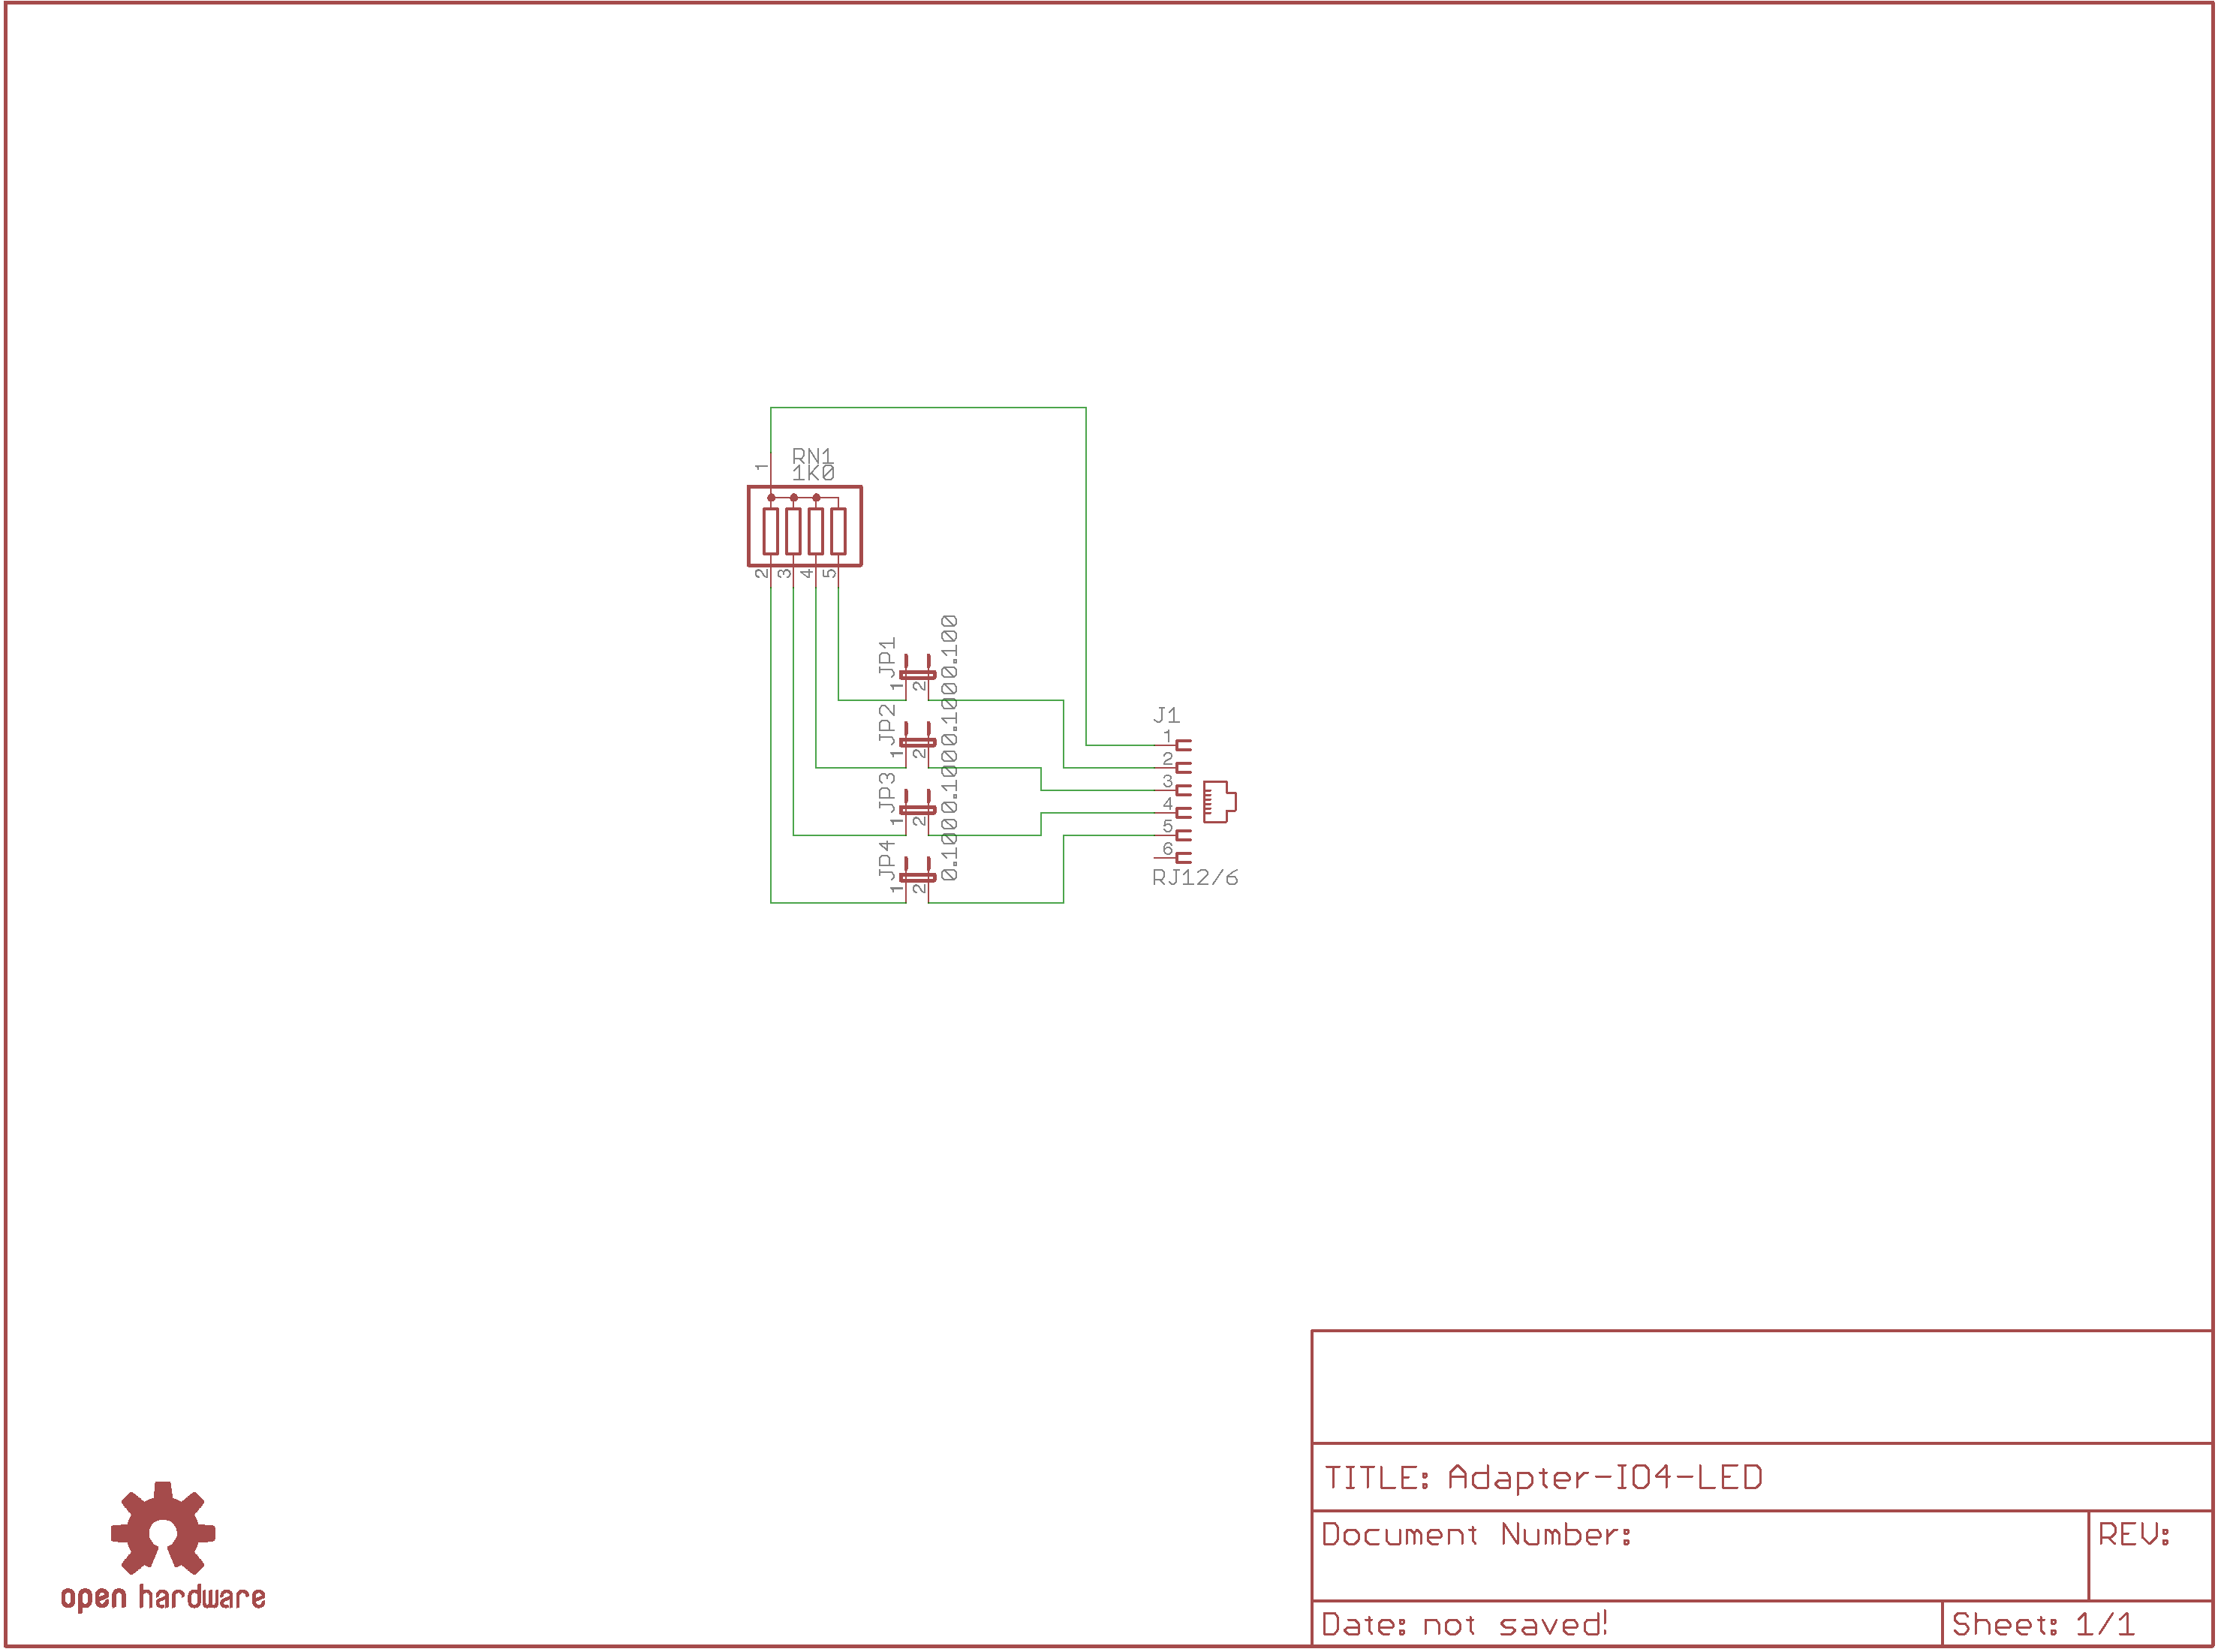 RN1
1K0
1
2
3
4
5
JP1
1
2
0.100
JP2
1
2
0.100
JP3
1
2
0.100
JP4
1
2
0.100
J1
1
2
3
4
5
6
RJ12/6
open hardware
TITLE: Adapter-IO4-LED
Document Number:
REV:
Date: not saved!
Sheet: 1/1